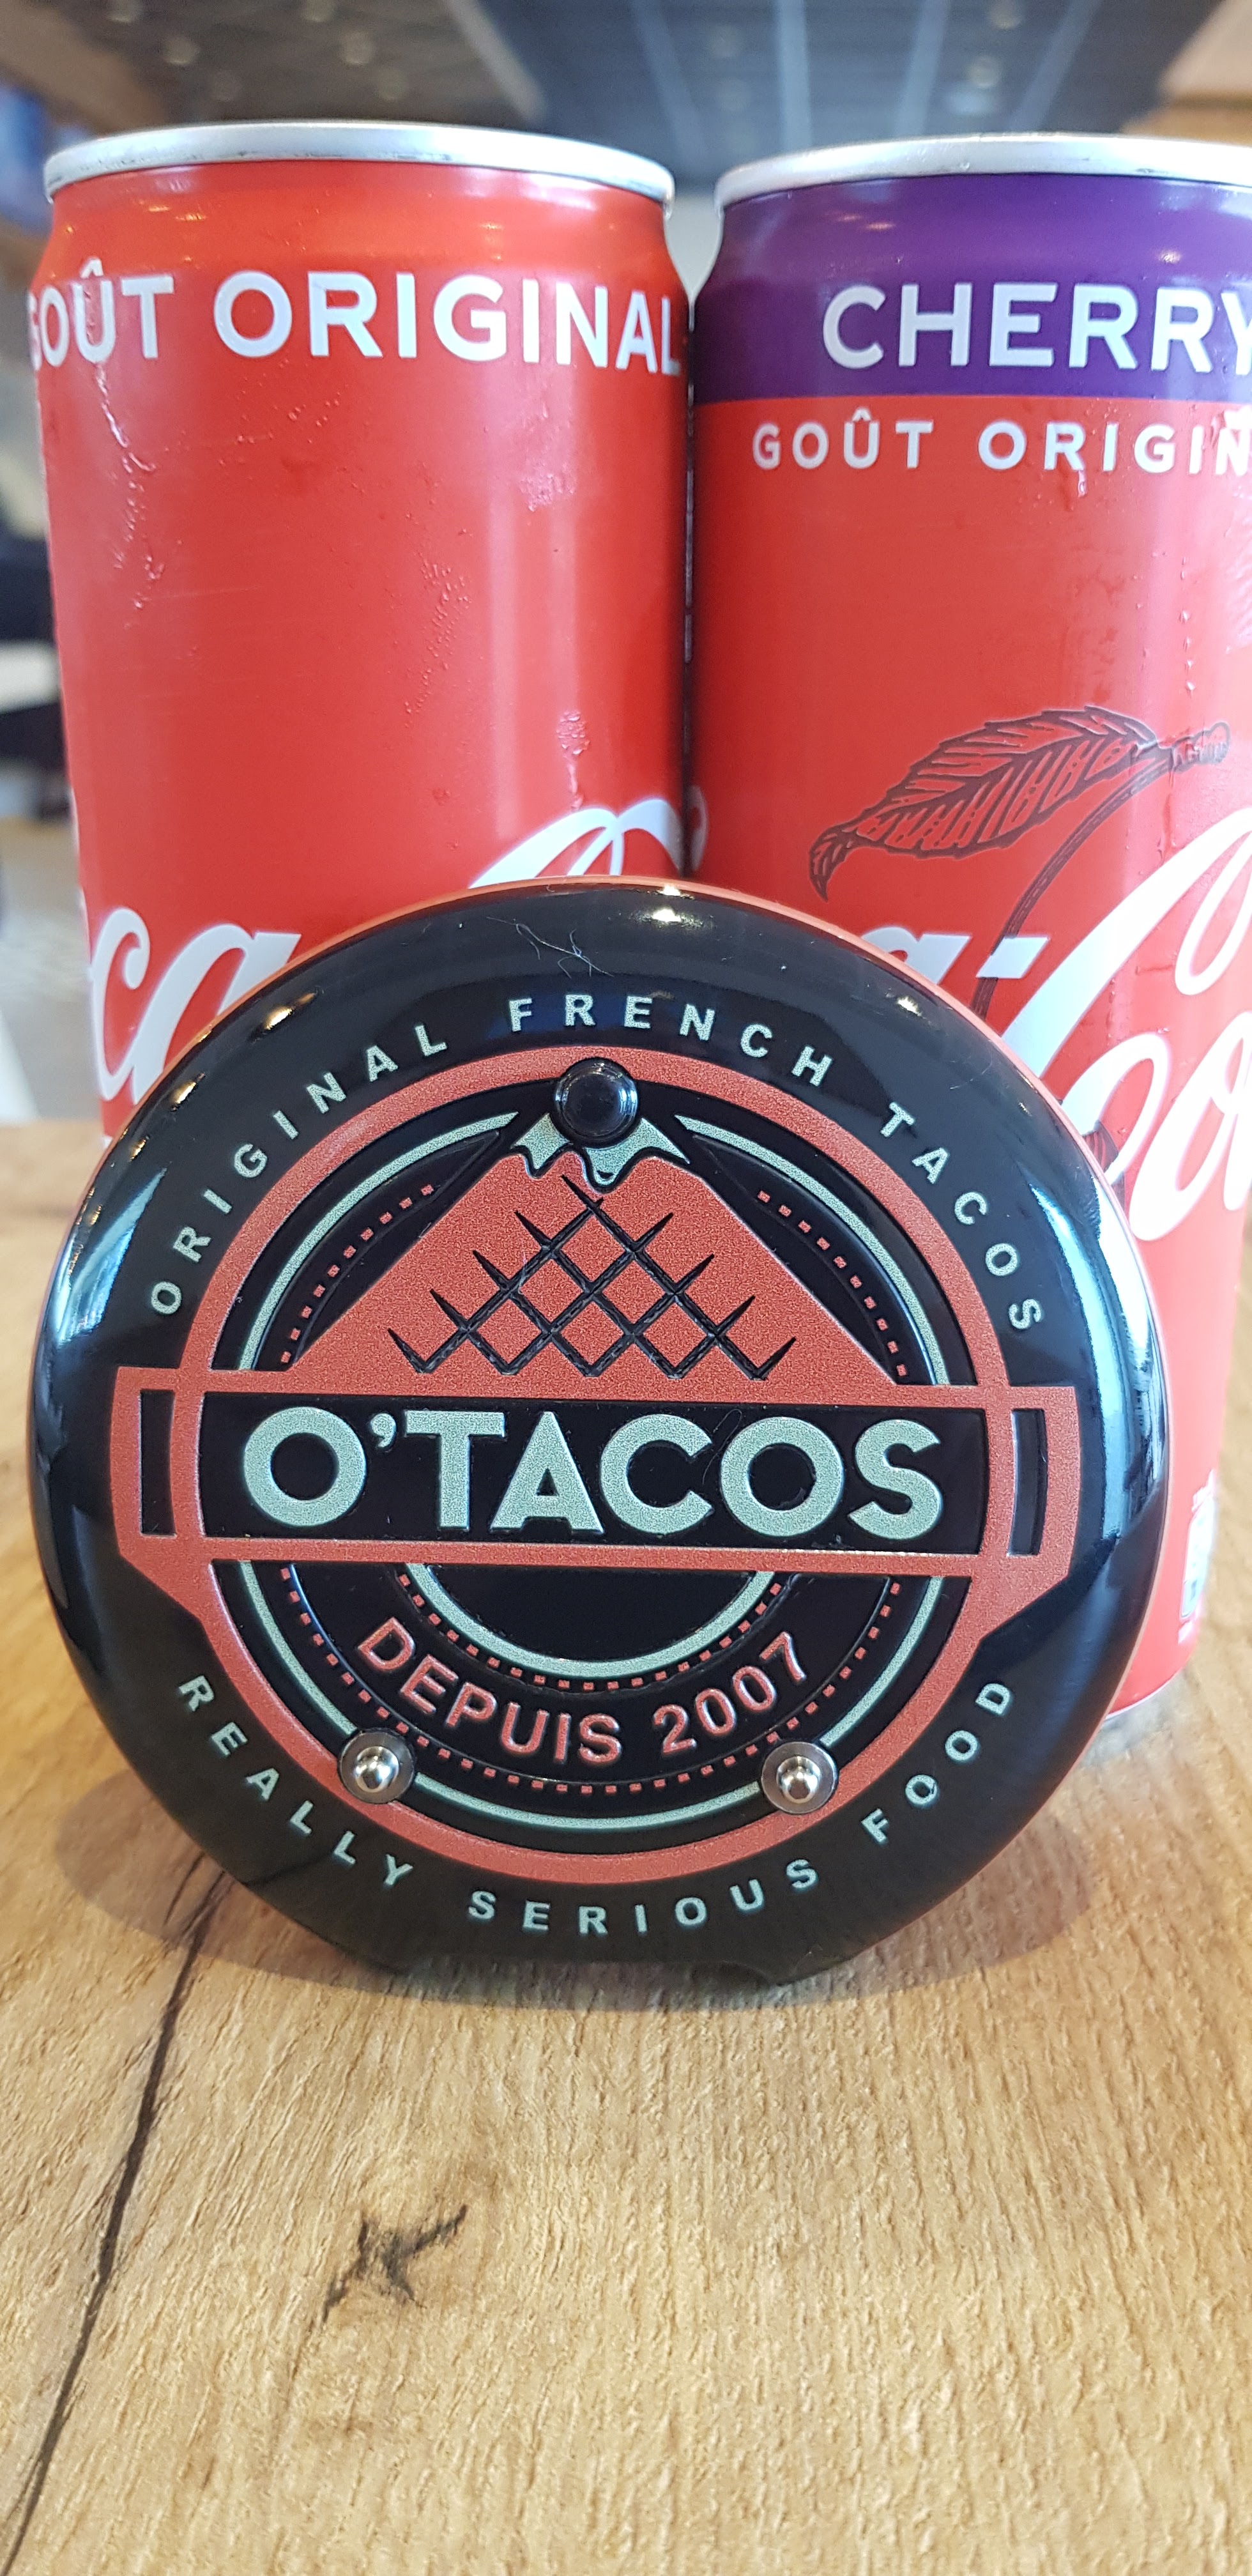 GOÛT ORIGINAL
CHERRY
GOÛT ORIGIN
ORIGINAL FRENCH TACOS
O'TACOS
DEPUIS 2007
REALLY SERIOUS FOOD